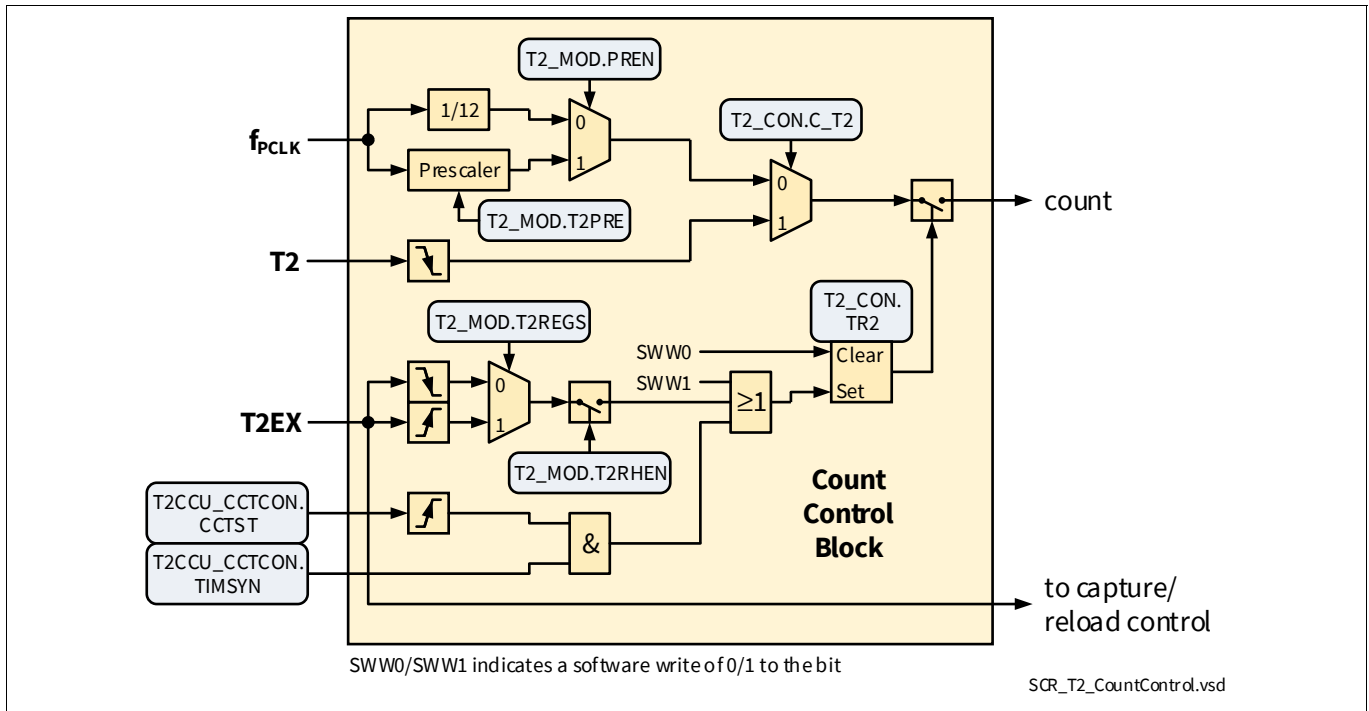 T2_MOD.PREN
1/12
0
T2_CON.C_T2
fPCLK
1
Prescaler
0
count
T2_MOD.T2PRE
1
T2
T2_CON.
TR2
T2_MOD.T2REGS
SWW0
Clear
0
SWW1
≥1
Set
T2EX
1
T2_MOD.T2RHEN
Count
Control
Block
T2CCU_CCTCON.
CCTST
&
T2CCU_CCTCON.
TIMSYN
to capture/
reload control
SWW0/SWW1 indicates a software write of 0/1 to the bit
SCR_T2_CountControl.vsd